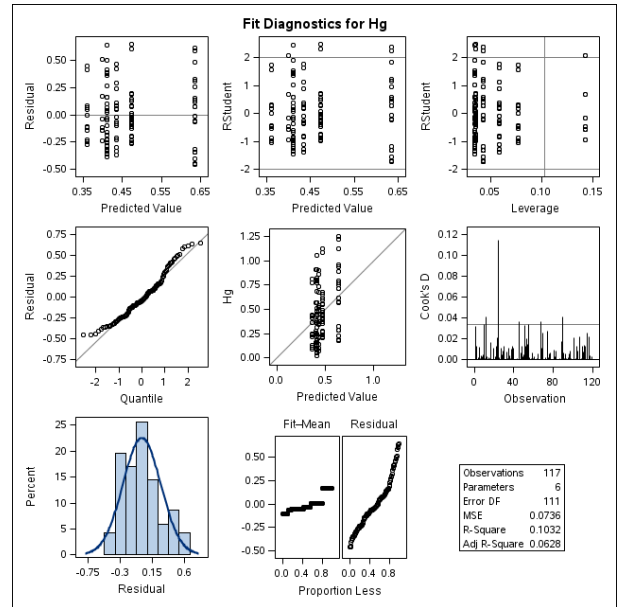 Fit Diagnostics for Hg
Residual
0.50
0.25
0.00
-0.25
-0.50
0.35 0.45 0.55 0.65
Predicted Value
RStudent
2
1
0
-1
-2
0.35 0.45 0.55 0.65
Predicted Value
RStudent
2
1
0
-1
-2
0.05 0.10 0.15
Leverage
Residual
0.75
0.50
0.25
0.00
-0.25
-0.50
-0.75
-2 -1 0 1 2
Quantile
Hg
1.25
1.00
0.75
0.50
0.25
0.00
0.0 0.5 1.0
Predicted Value
Cook's D
0.12
0.10
0.08
0.06
0.04
0.02
0.00
0 40 80 120
Observation
Percent
25
20
15
10
5
0
-0.75 -0.3 0.15 0.6
Residual
Fit–Mean Residual
0.50
0.25
0.00
-0.25
-0.50
0.0 0.4 0.8 0.0 0.4 0.8
Proportion Less
Observations 117
Parameters 6
Error DF 111
MSE 0.0736
R-Square 0.1032
Adj R-Square 0.0628